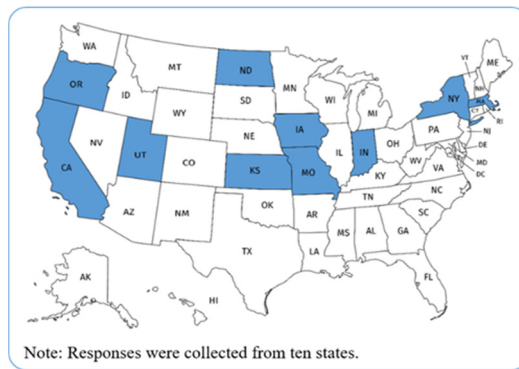 WA
MT
ND
MN
VT
ME
OR
ID
SD
WI
MI
NY
NH
MA
CT
RI
WY
NE
IA
PA
NJ
NV
UT
CO
KS
MO
IL
IN
OH
WV
VA
DE
MD
DC
CA
KY
AZ
NM
OK
AR
TN
NC
SC
TX
LA
MS
AL
GA
FL
AK
HI
Note: Responses were collected from ten states.